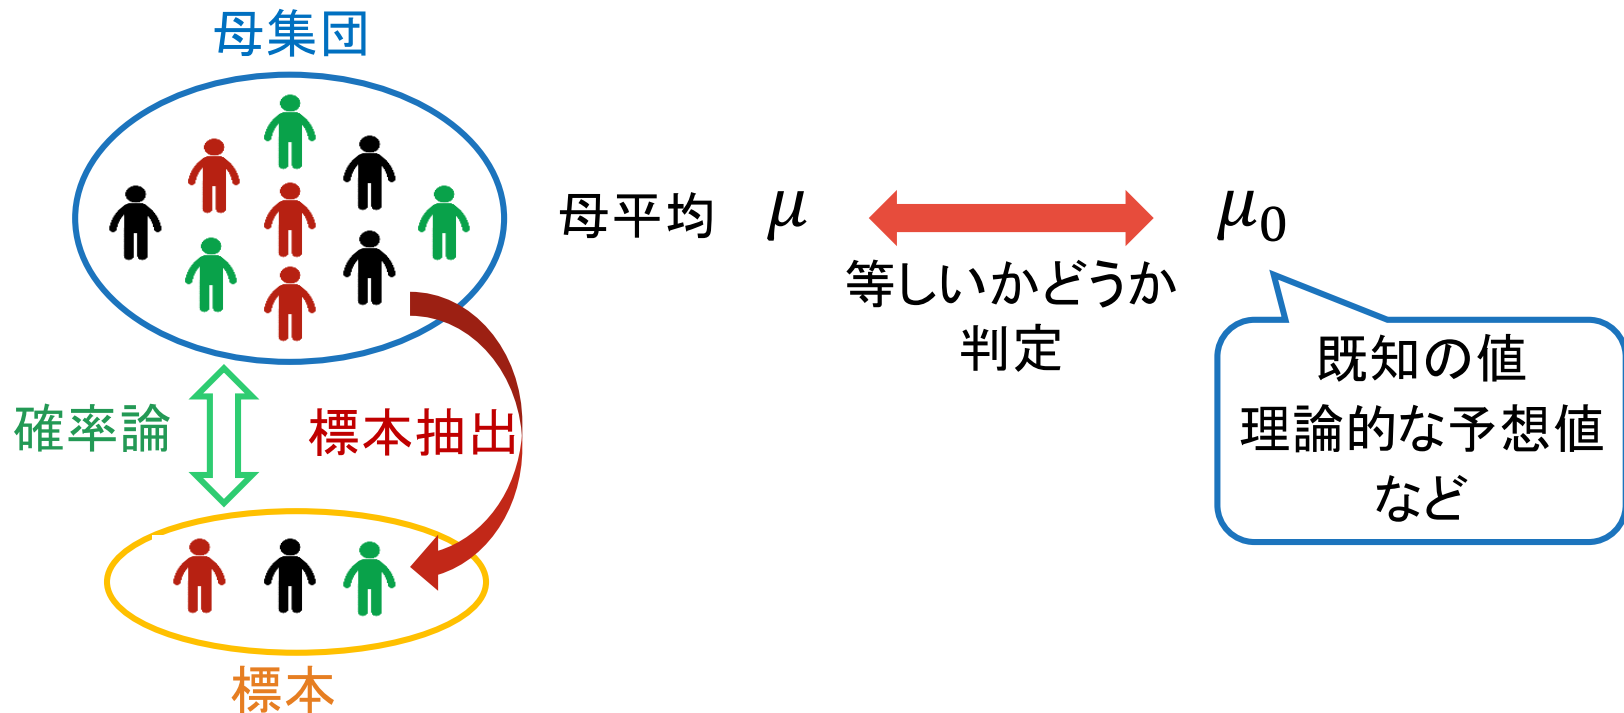 母集団
母平均 μ
μ₀
等しいかどうか
判定
既知の値
理論的な予想値
など
確率論
標本抽出
標本